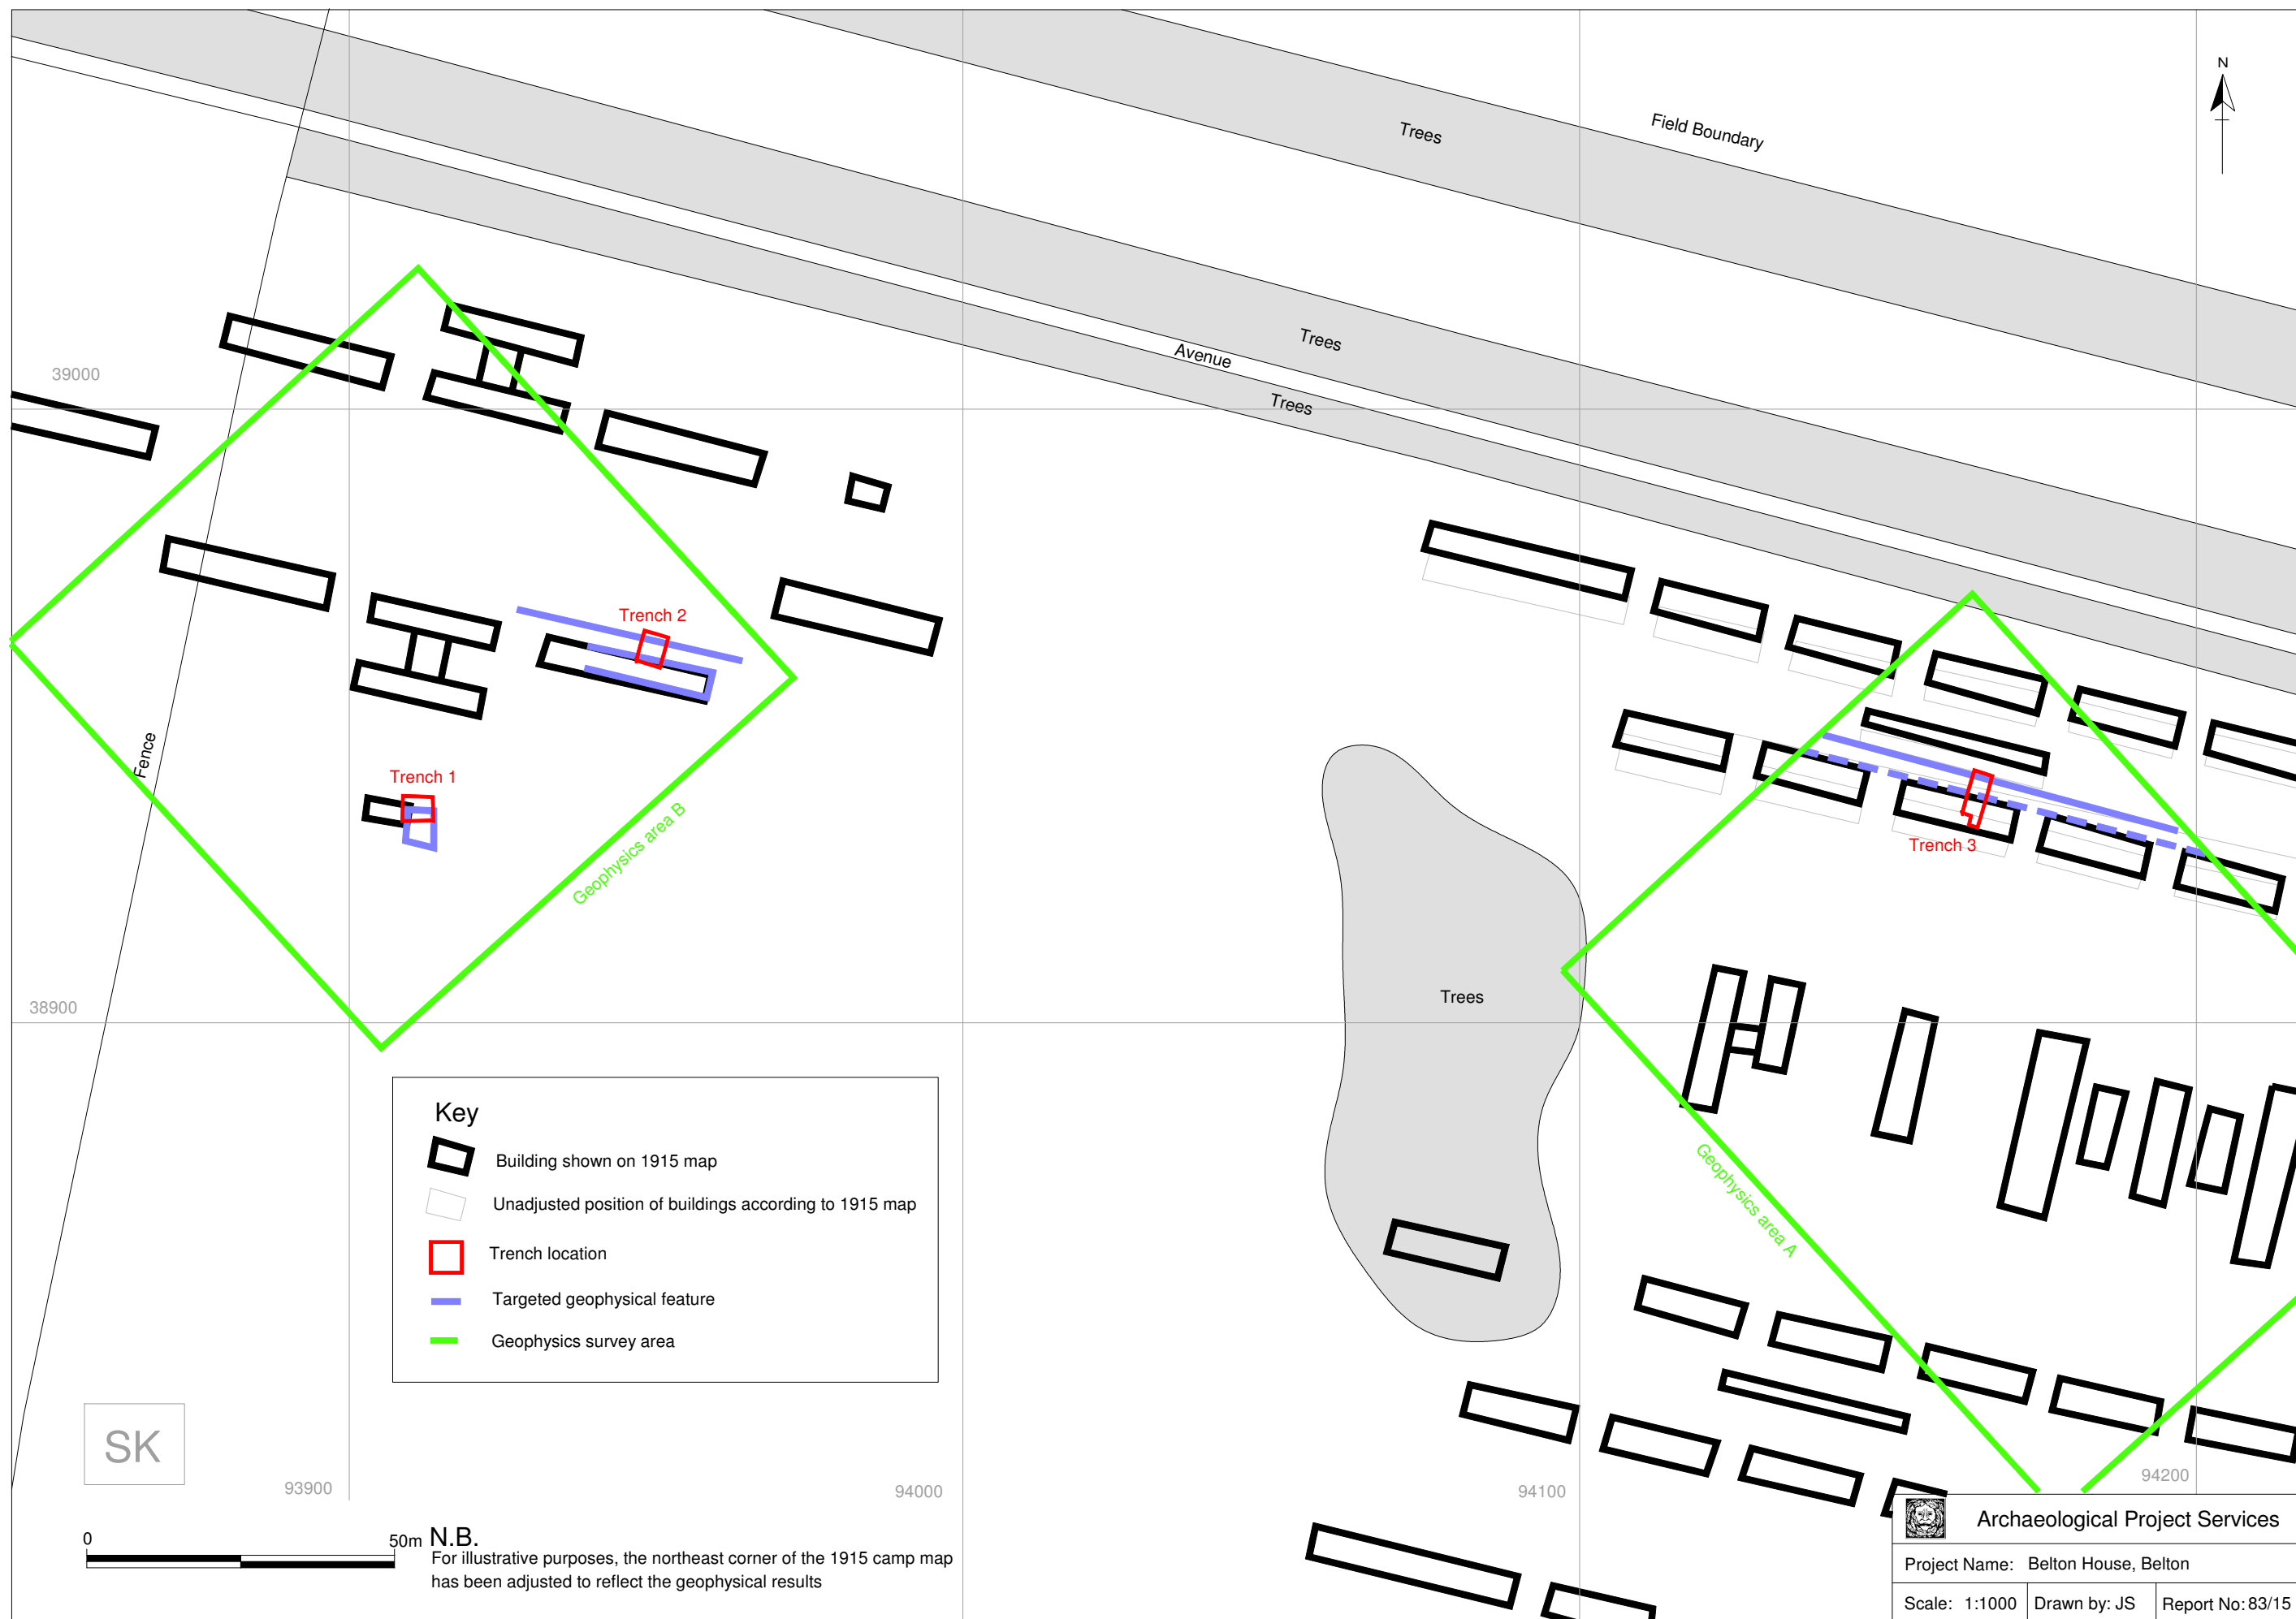 N
Field Boundary
Trees
Trees
Avenue
Trees
39000
Trench 2
Fence
Trench 1
Geophysics area B
Trench 3
Trees
38900
Geophysics area A
Key
Building shown on 1915 map
Unadjusted position of buildings according to 1915 map
Trench location
Targeted geophysical feature
Geophysics survey area
SK
93900
94000
94100
94200
0
50m
N.B.
For illustrative purposes, the northeast corner of the 1915 camp map
has been adjusted to reflect the geophysical results
Archaeological Project Services
Project Name: Belton House, Belton
Scale: 1:1000
Drawn by: JS
Report No: 83/15